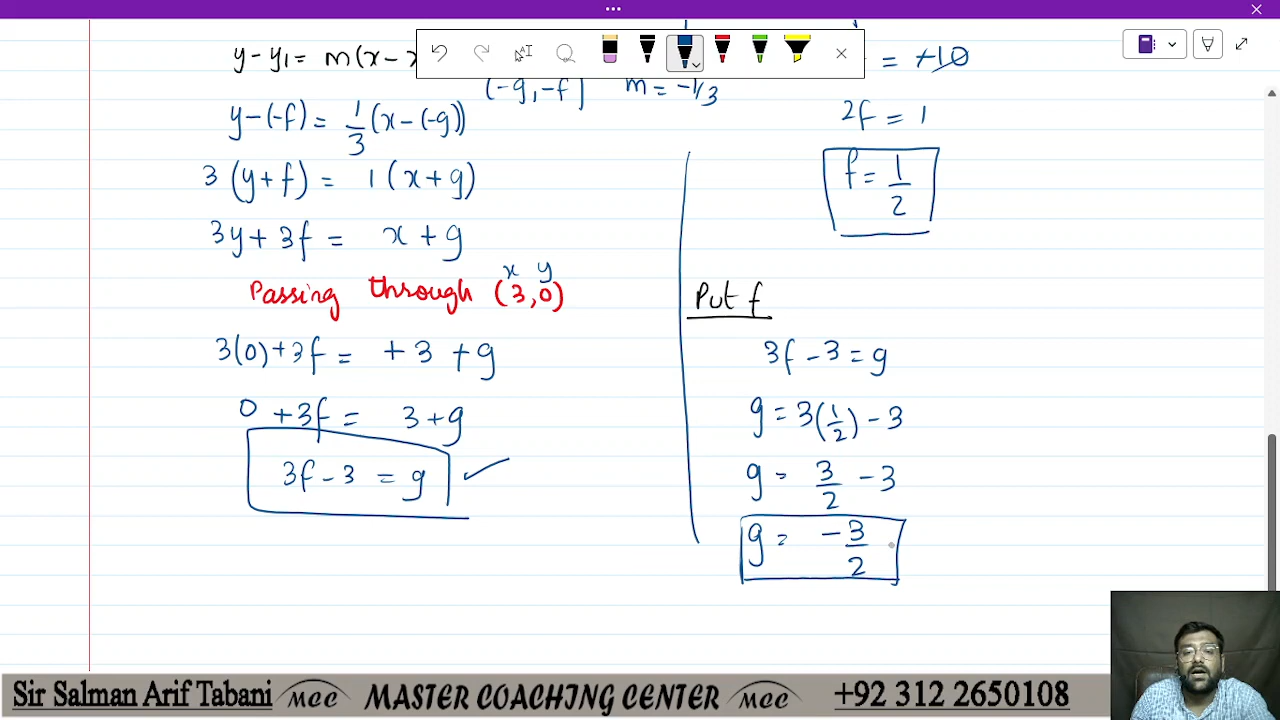 y-y₁= m(x-
= +10
(-g,-f) m = -1/3
y-(-f) = 1/3 (x-(-g))
3 (y+f) = 1 (x+g)
3y+3f = x+g
Passing through (3,0)
x y
3(0)+3f = +3 +g
0 +3f = 3+g
3f-3 = g
2f = 1
f = 1/2
Put f
3f-3=g
g = 3(1/2) - 3
g = 3/2 - 3
g = -3/2
Sir Salman Arif Tabani MCC MASTER COACHING CENTER MCC +92 312 2650108